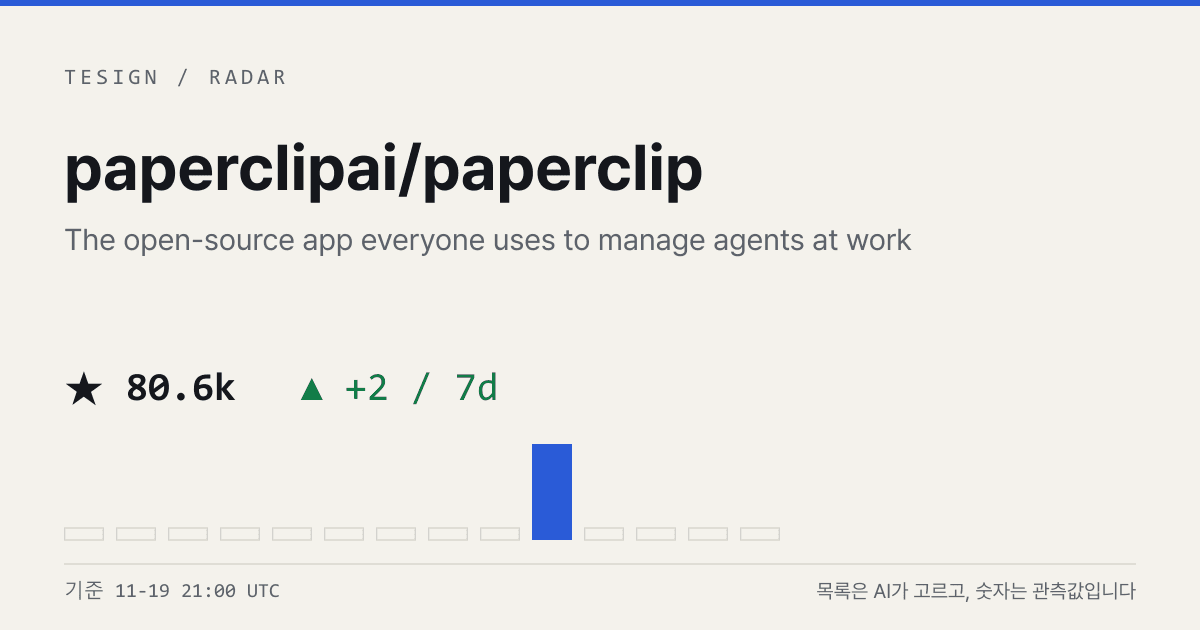 TESIGN / RADAR
paperclipai/paperclip
The open-source app everyone uses to manage agents at work
★ 80.6k ▲ +2 / 7d
기준 11-19 21:00 UTC
목록은 AI가 고르고, 숫자는 관측값입니다